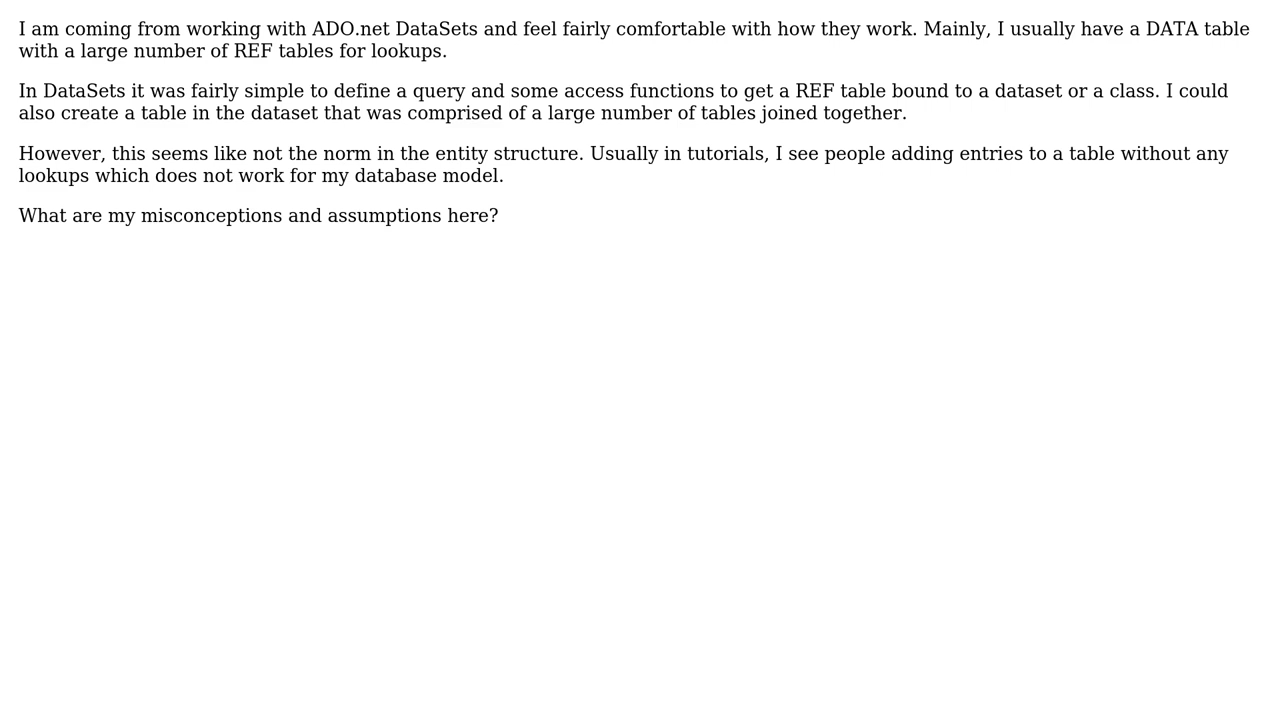 I am coming from working with ADO.net DataSets and feel fairly comfortable with how they work. Mainly, I usually have a DATA table
with a large number of REF tables for lookups.
In DataSets it was fairly simple to define a query and some access functions to get a REF table bound to a dataset or a class. I could
also create a table in the dataset that was comprised of a large number of tables joined together.
However, this seems like not the norm in the entity structure. Usually in tutorials, I see people adding entries to a table without any
lookups which does not work for my database model.
What are my misconceptions and assumptions here?